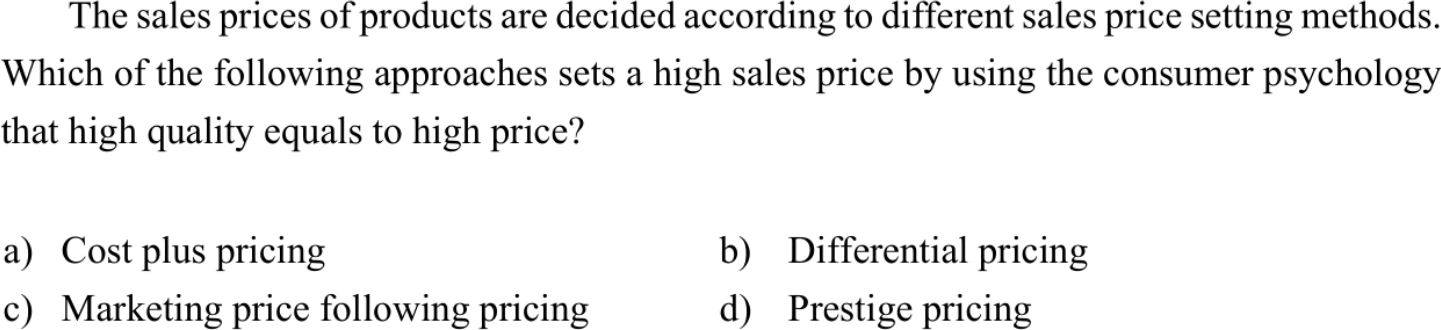 The sales prices of products are decided according to different sales price setting methods.
Which of the following approaches sets a high sales price by using the consumer psychology
that high quality equals to high price?
a) Cost plus pricing b) Differential pricing
c) Marketing price following pricing d) Prestige pricing